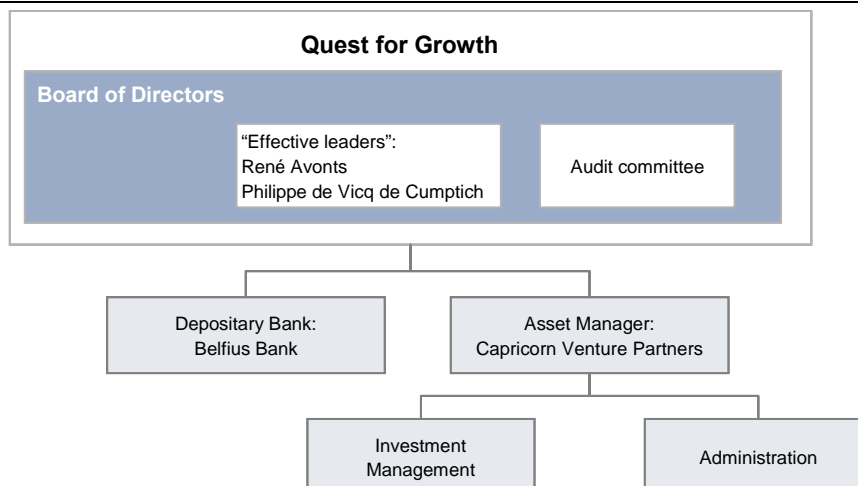 Quest for Growth
Board of Directors
“Effective leaders”:
René Avonts
Philippe de Vicq de Cumptich
Audit committee
Depositary Bank:
Belfius Bank
Asset Manager:
Capricorn Venture Partners
Investment
Management
Administration